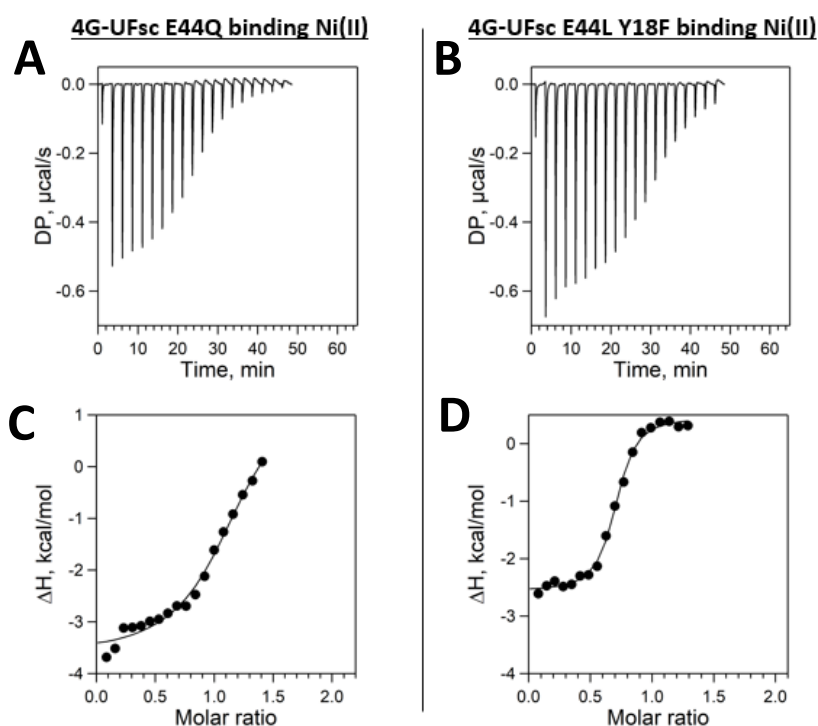 4G-UFsc E44Q binding Ni(II)
4G-UFsc E44L Y18F binding Ni(II)
A
0.0
-0.2
-0.4
-0.6
DP, µcal/s
0 10 20 30 40 50 60
Time, min
B
0.0
-0.2
-0.4
-0.6
DP, µcal/s
0 10 20 30 40 50 60
Time, min
C
1
0
-1
-2
-3
-4
ΔH, kcal/mol
0.0 0.5 1.0 1.5 2.0
Molar ratio
D
0
-1
-2
-3
-4
ΔH, kcal/mol
0.0 0.5 1.0 1.5 2.0
Molar ratio